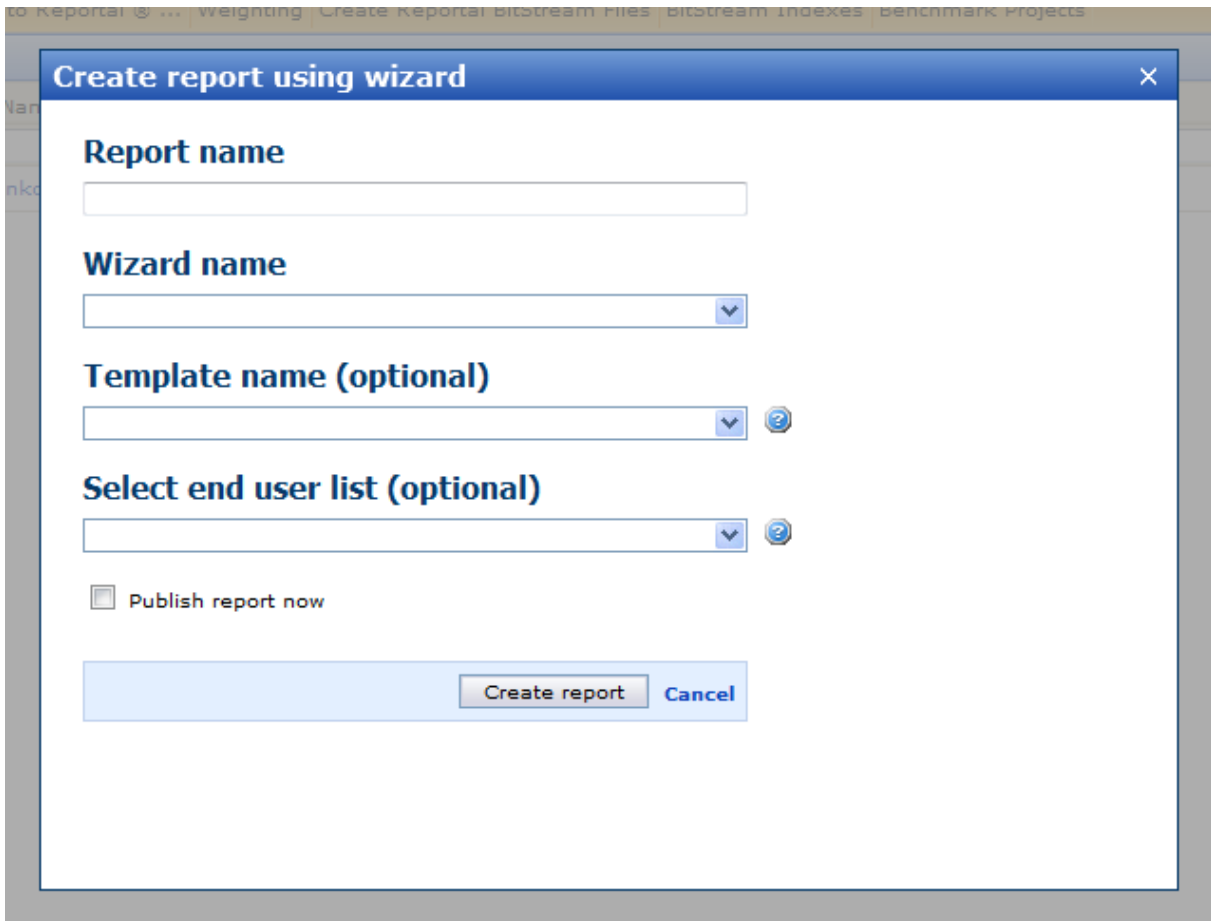 to Reportal ® ... Weighting Create Reportal BitStream Files BitStream Indexes Benchmark Projects
Create report using wizard
Report name
Wizard name
Template name (optional)
Select end user list (optional)
Publish report now
Create report Cancel